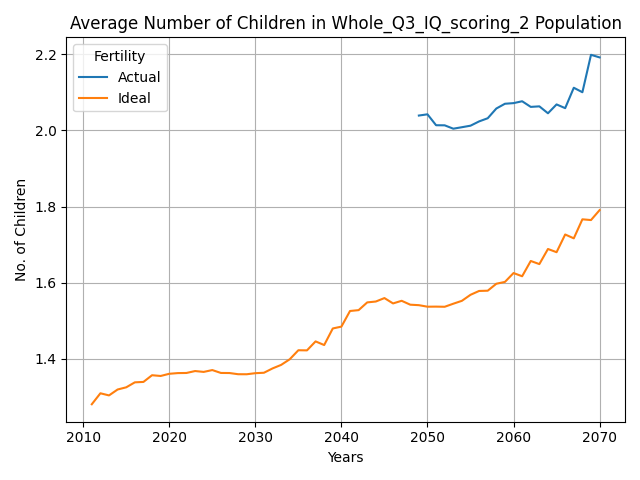 Average Number of Children in Whole_Q3_IQ_scoring_2 Population
Fertility
Actual
Ideal
No. of Children
2.2
2.0
1.8
1.6
1.4
2010 2020 2030 2040 2050 2060 2070
Years